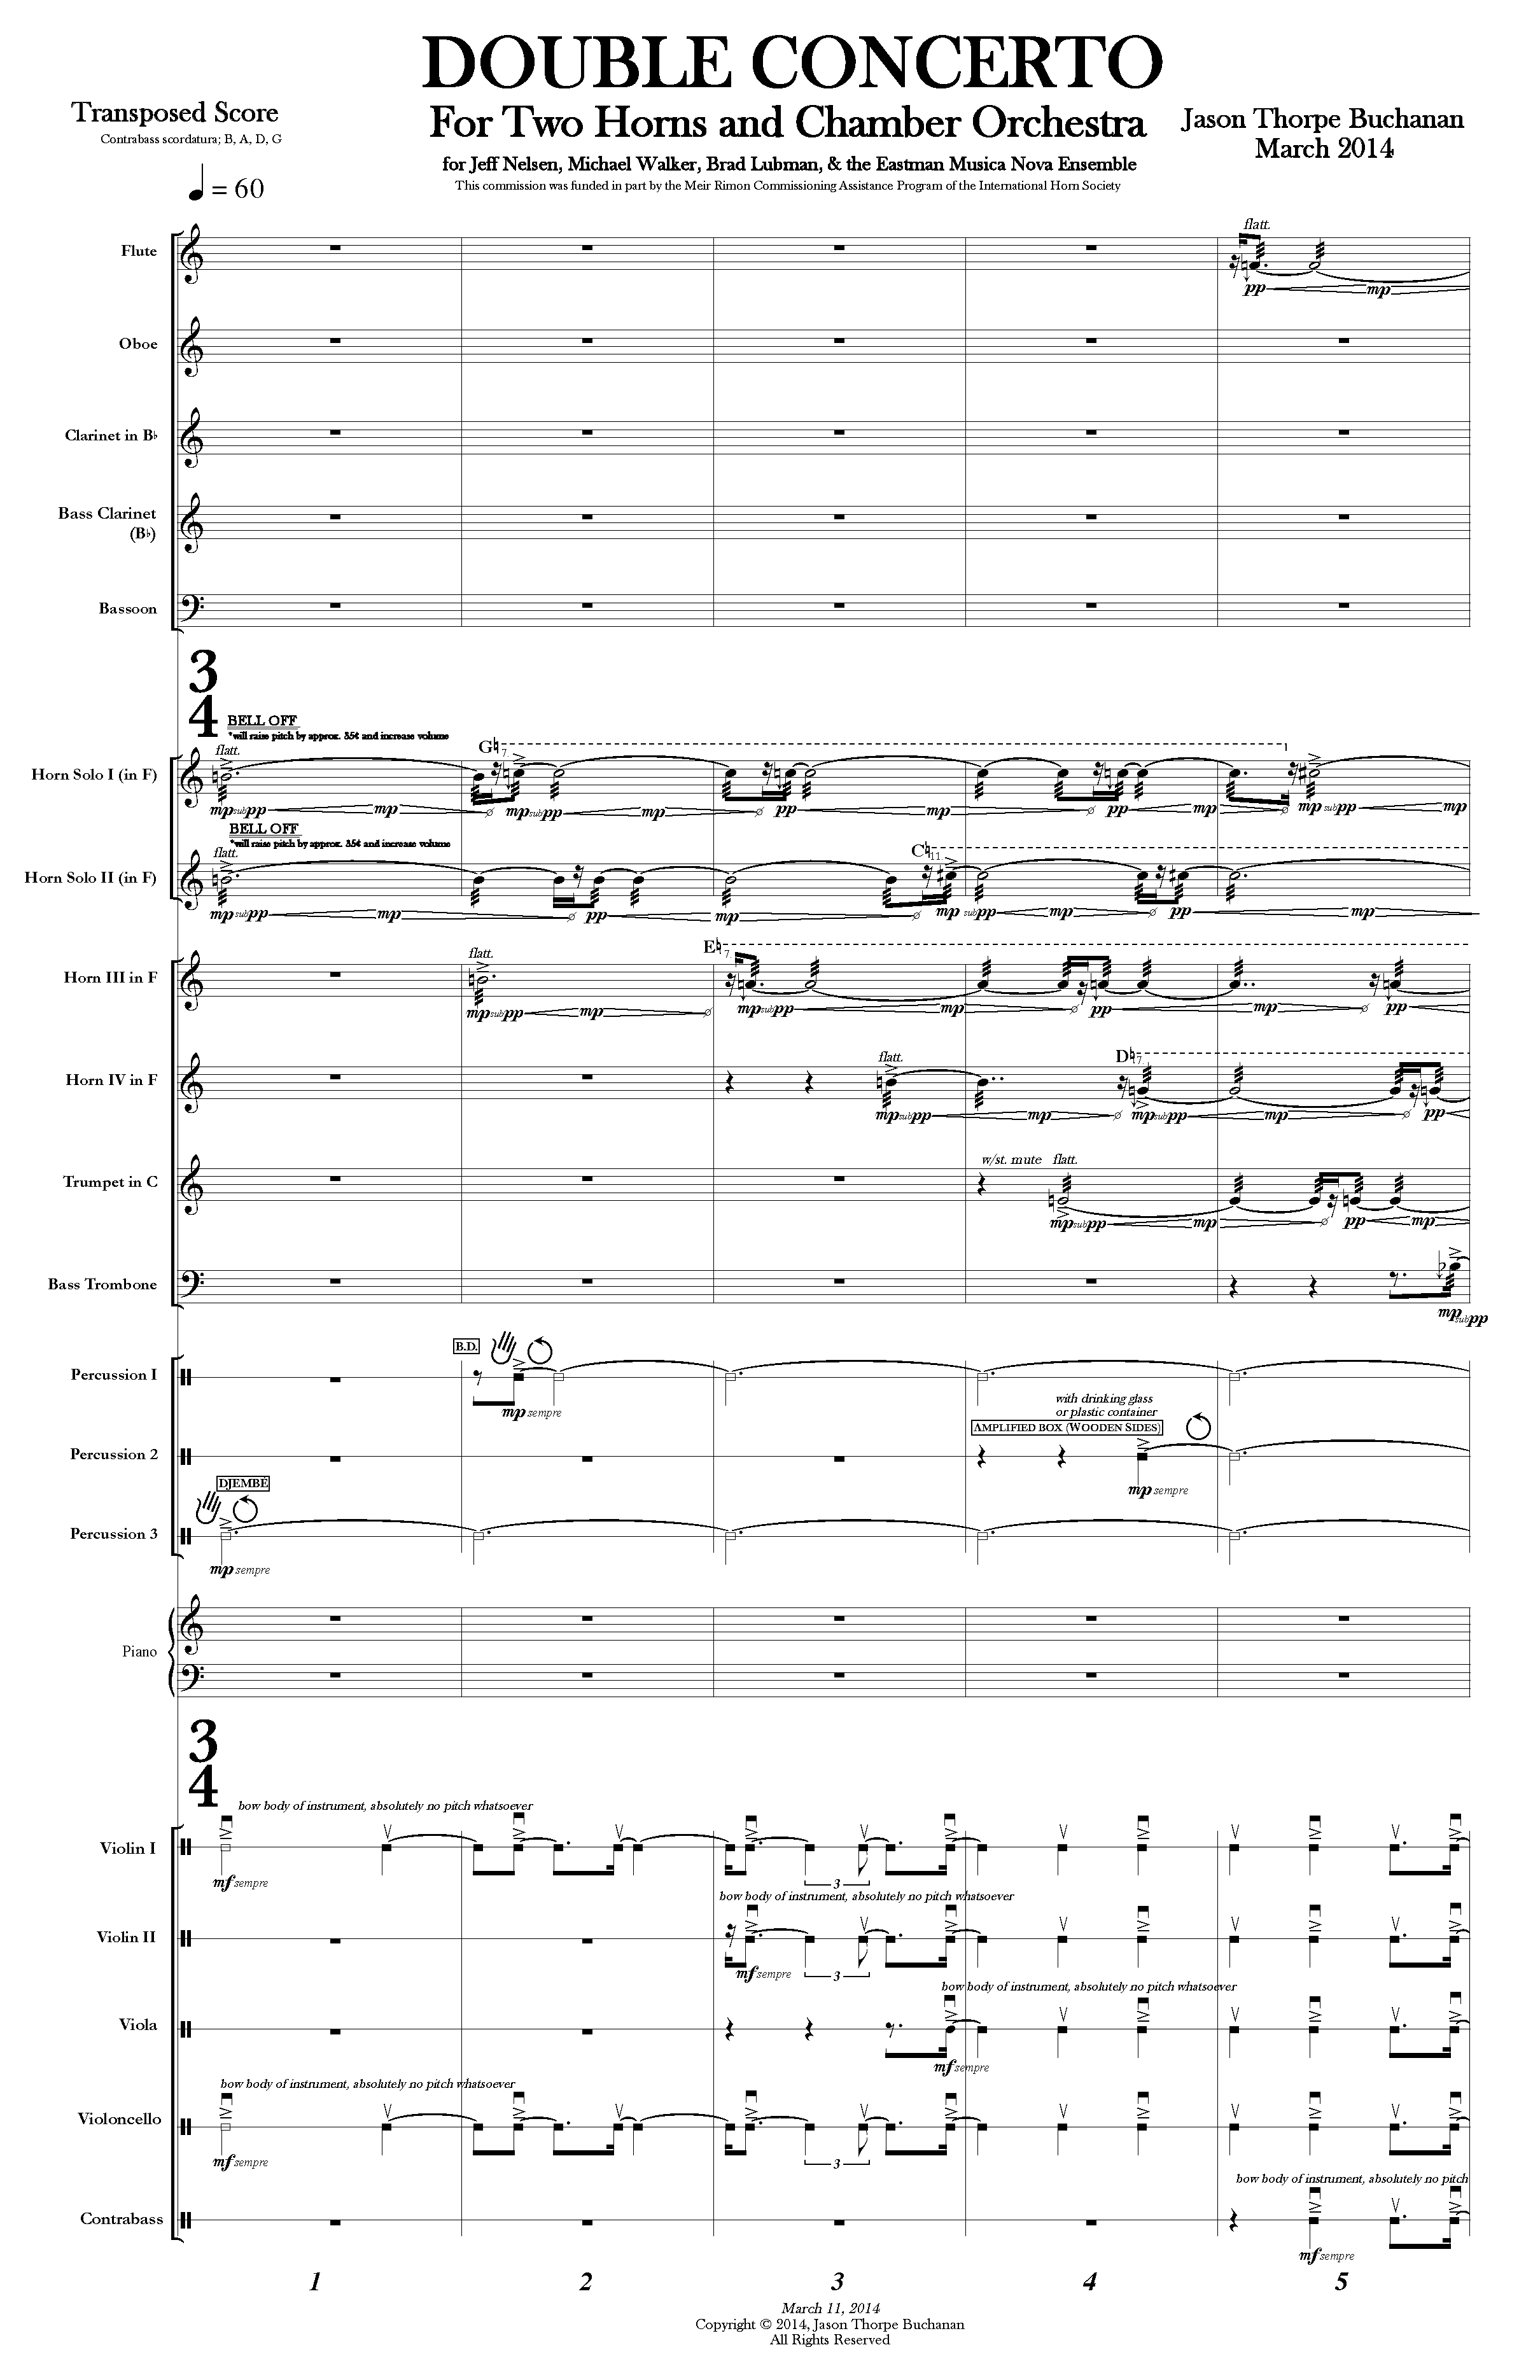 DOUBLE CONCERTO
Transposed Score
For Two Horns and Chamber Orchestra
Jason Thorpe Buchanan
Contrabass scordatura; B, A, D, G
March 2014
for Jeff Nelsen, Michael Walker, Brad Lubman, & the Eastman Musica Nova Ensemble
This commission was funded in part by the Meir Rimon Commissioning Assistance Program of the International Horn Society
= 60
flatt.
Flute
pp mp
Oboe
Clarinet in B♭
Bass Clarinet
(B♭)
Bassoon
3
4
BELL OFF
*will raise pitch by approx. 35¢ and increase volume
flatt.
G♮ 7
Horn Solo I (in F)
mp sub pp mp mp sub pp mp pp mp pp mp mp sub pp mp
BELL OFF
*will raise pitch by approx. 35¢ and increase volume
flatt.
C♮ 11
Horn Solo II (in F)
mp sub pp mp pp mp mp sub pp mp pp mp
flatt.
E♮ 7
Horn III in F
mp sub pp mp mp sub pp mp pp mp pp
flatt.
D♮ 7
Horn IV in F
mp sub pp mp mp sub pp mp pp
w/st. mute flatt.
Trumpet in C
mp sub pp mp pp mp
Bass Trombone
mp sub pp
B.D.
Percussion I
mp sempre
with drinking glass
or plastic container
AMPLIFIED BOX (WOODEN SIDES)
Percussion 2
mp sempre
DJEMBÉ
Percussion 3
mp sempre
Piano
3
4
bow body of instrument, absolutely no pitch whatsoever
Violin I
mf sempre
3
bow body of instrument, absolutely no pitch whatsoever
Violin II
mf sempre
3
bow body of instrument, absolutely no pitch whatsoever
Viola
mf sempre
bow body of instrument, absolutely no pitch whatsoever
Violoncello
mf sempre
3
bow body of instrument, absolutely no pitch
Contrabass
mf sempre
1 2 3 4 5
March 11, 2014
Copyright © 2014, Jason Thorpe Buchanan
All Rights Reserved